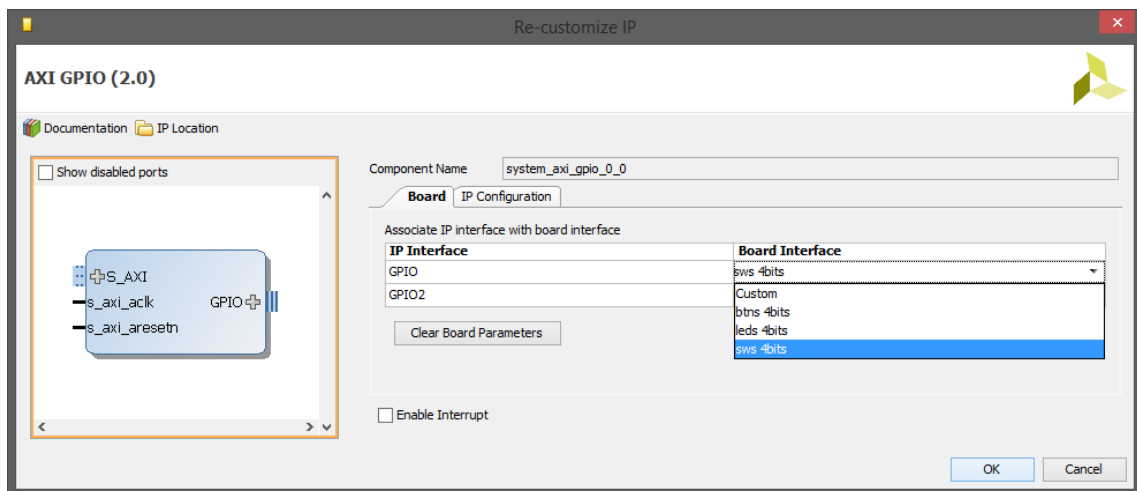 Re-customize IP
AXI GPIO (2.0)
Documentation IP Location
Show disabled ports
S_AXI
s_axi_aclk GPIO
s_axi_aresetn
Component Name system_axi_gpio_0_0
Board IP Configuration
Associate IP interface with board interface
IP Interface Board Interface
GPIO sws 4bits
GPIO2
Custom
btns 4bits
leds 4bits
sws 4bits
Clear Board Parameters
Enable Interrupt
OK Cancel